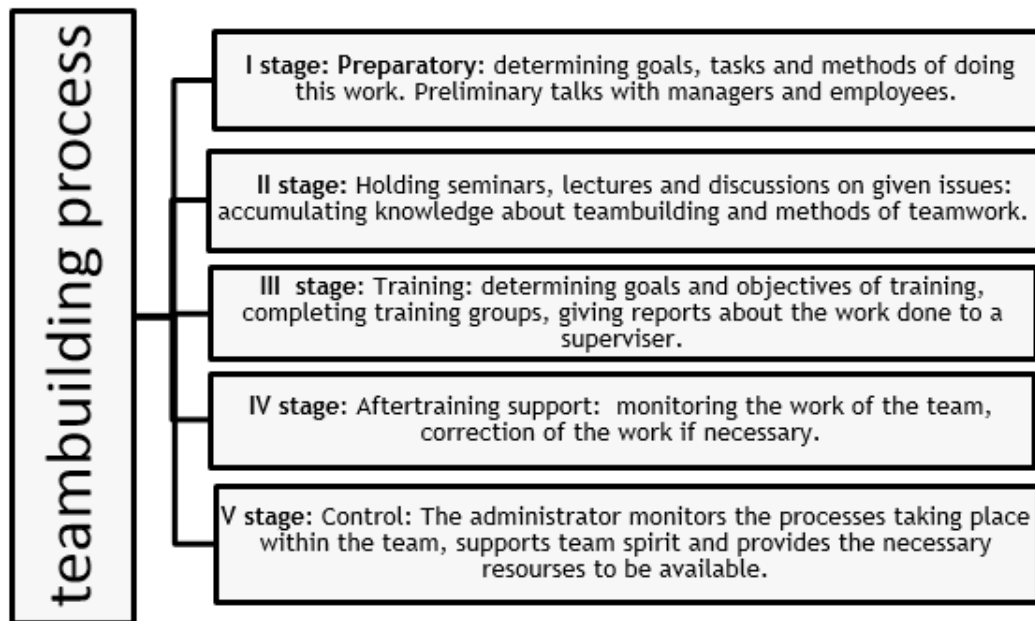 teambuilding process
I stage: Preparatory: determining goals, tasks and methods of doing
this work. Preliminary talks with managers and employees.
II stage: Holding seminars, lectures and discussions on given issues:
accumulating knowledge about teambuilding and methods of teamwork.
III stage: Training: determining goals and objectives of training,
completing training groups, giving reports about the work done to a
superviser.
IV stage: Aftertraining support: monitoring the work of the team,
correction of the work if necessary.
V stage: Control: The administrator monitors the processes taking place
within the team, supports team spirit and provides the necessary
resourses to be available.